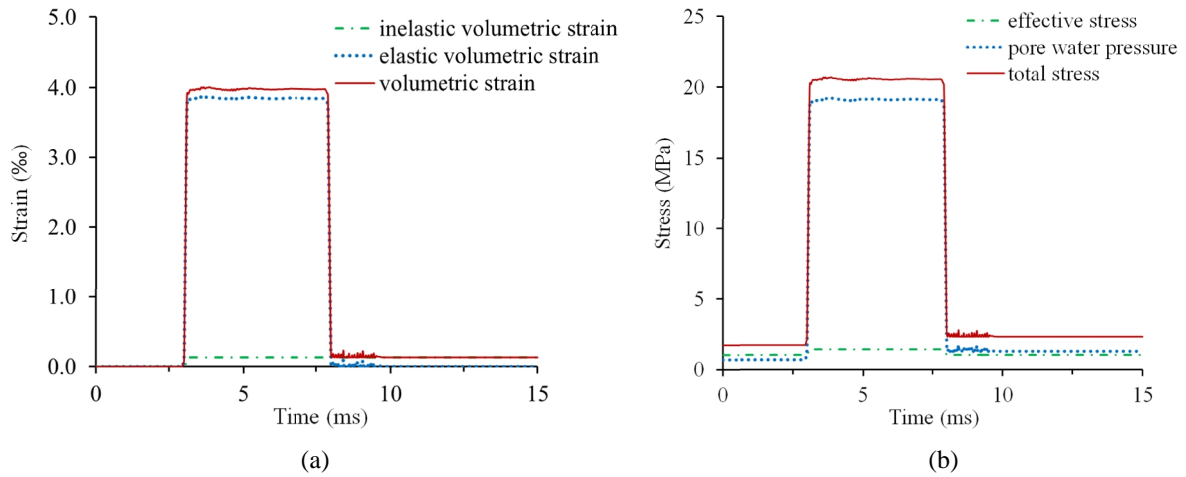 5.0
4.0
3.0
2.0
1.0
0.0
Strain (‰)
inelastic volumetric strain
elastic volumetric strain
volumetric strain
0
5
10
15
Time (ms)
(a)
25
20
15
10
5
0
Stress (MPa)
effective stress
pore water pressure
total stress
0
5
10
15
Time (ms)
(b)